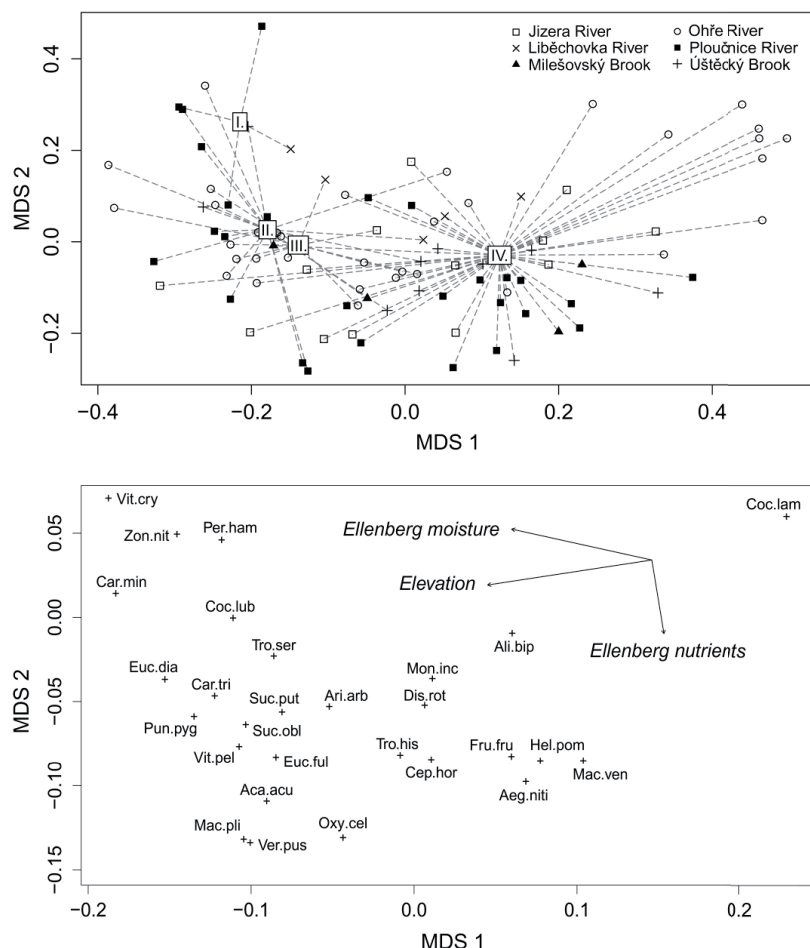 Jizera River
Ohře River
Liběchovka River
Ploučnice River
Milešovský Brook
Úštěcký Brook
0.4
0.2
0.0
−0.2
MDS 2
I.
II.
III.
IV.
−0.4
−0.2
0.0
0.2
0.4
MDS 1
0.05
0.00
−0.05
−0.10
−0.15
MDS 2
Vit.cry
Coc.lam
Zon.nit
Per.ham
Ellenberg moisture
Car.min
Elevation
Coc.lub
Tro.ser
Ali.bip
Ellenberg nutrients
Euc.dia
Mon.inc
Car.tri
Suc.put
Ari.arb
Dis.rot
Pun.pyg
Suc.obl
Vit.pel
Euc.ful
Tro.his
Cep.hor
Fru.fru
Hel.pom
Mac.ven
Aeg.niti
Aca.acu
Mac.pli
Ver.pus
Oxy.cel
−0.2
−0.1
0.0
0.1
0.2
MDS 1